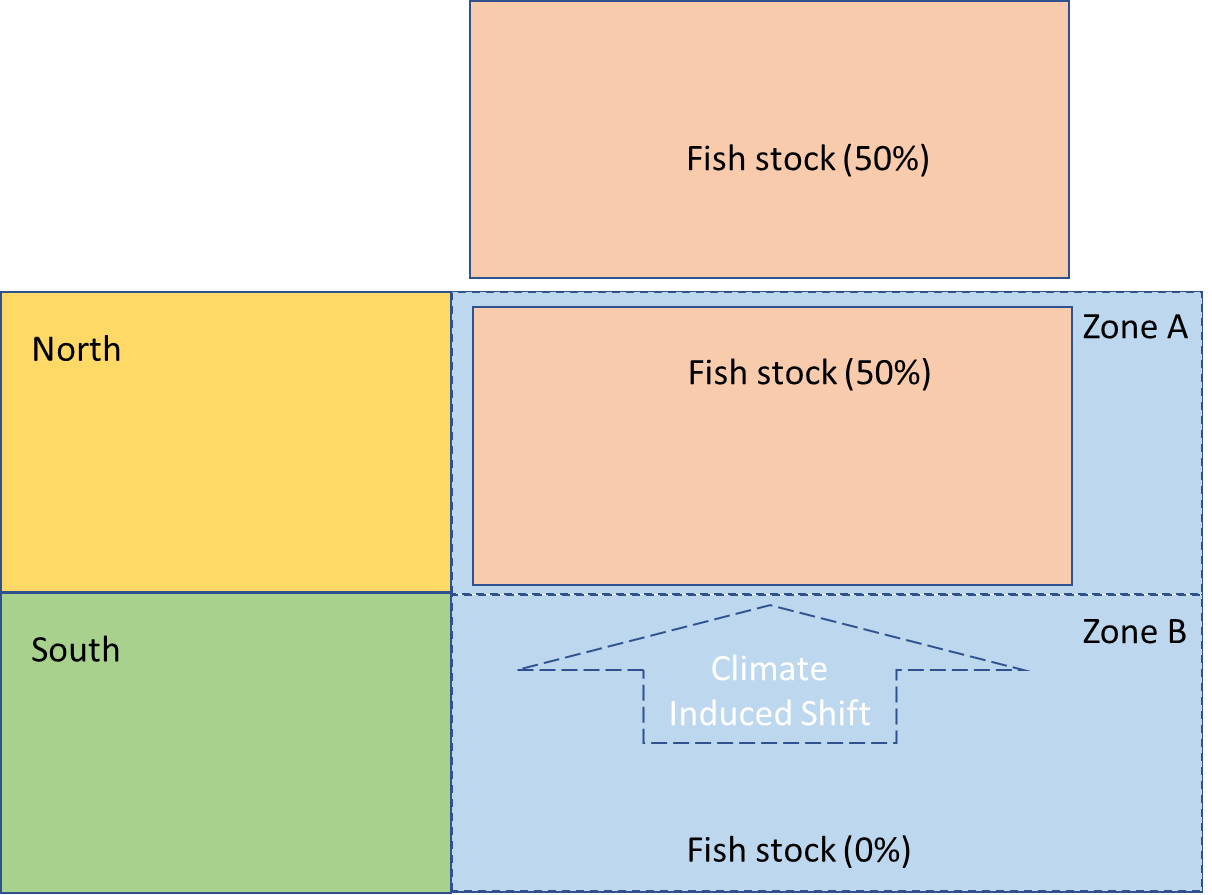 Fish stock (50%)
North
Zone A
Fish stock (50%)
South
Zone B
Climate
Induced Shift
Fish stock (0%)